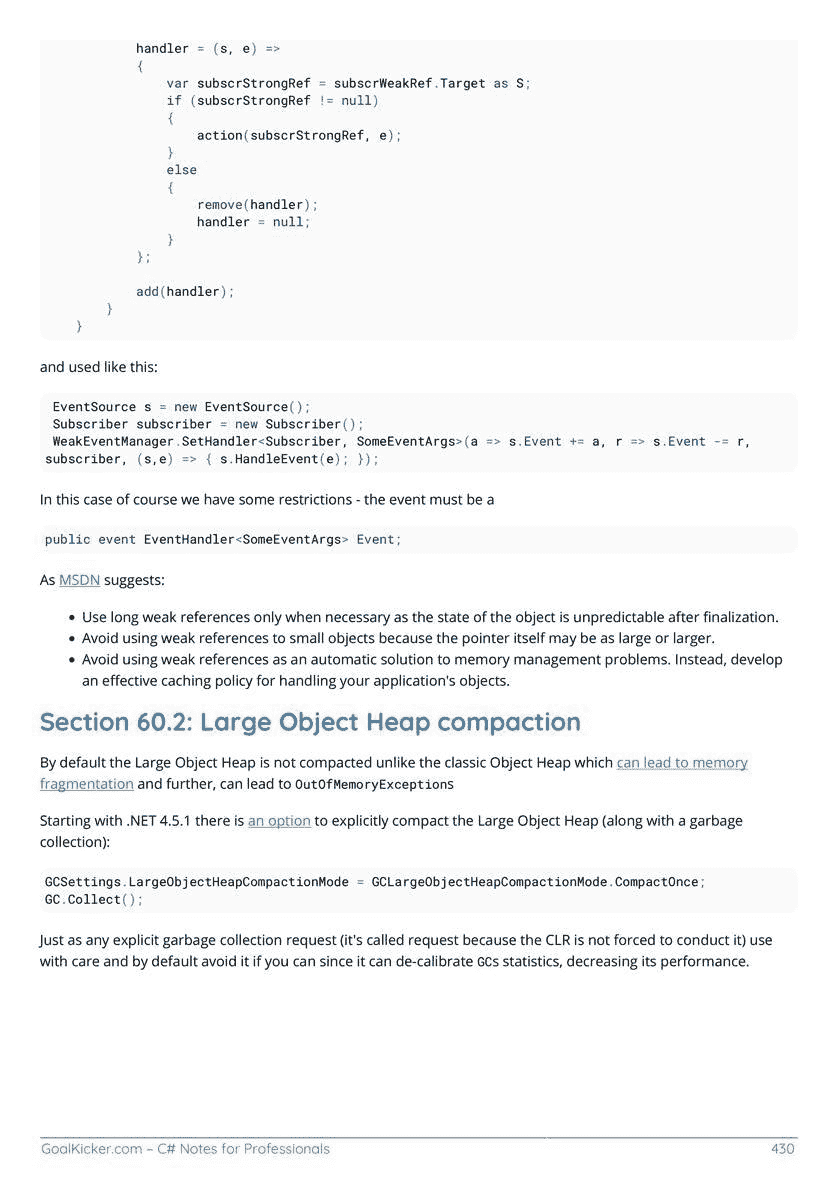 handler = (s, e) =>
{
var subscrStrongRef = subscrWeakRef.Target as S;
if (subscrStrongRef != null)
{
action(subscrStrongRef, e);
}
else
{
remove(handler);
handler = null;
}
};
add(handler);
}
}
and used like this:
EventSource s = new EventSource();
Subscriber subscriber = new Subscriber();
WeakEventManager.SetHandler<Subscriber, SomeEventArgs>(a => s.Event += a, r => s.Event -= r,
subscriber, (s,e) => { s.HandleEvent(e); });
In this case of course we have some restrictions - the event must be a
public event EventHandler<SomeEventArgs> Event;
As MSDN suggests:
• Use long weak references only when necessary as the state of the object is unpredictable after finalization.
• Avoid using weak references to small objects because the pointer itself may be as large or larger.
• Avoid using weak references as an automatic solution to memory management problems. Instead, develop
an effective caching policy for handling your application's objects.
Section 60.2: Large Object Heap compaction
By default the Large Object Heap is not compacted unlike the classic Object Heap which can lead to memory
fragmentation and further, can lead to OutOfMemoryExceptions
Starting with .NET 4.5.1 there is an option to explicitly compact the Large Object Heap (along with a garbage
collection):
GCSettings.LargeObjectHeapCompactionMode = GCLargeObjectHeapCompactionMode.CompactOnce;
GC.Collect();
Just as any explicit garbage collection request (it's called request because the CLR is not forced to conduct it) use
with care and by default avoid it if you can since it can de-calibrate GCs statistics, decreasing its performance.
GoalKicker.com – C# Notes for Professionals
430